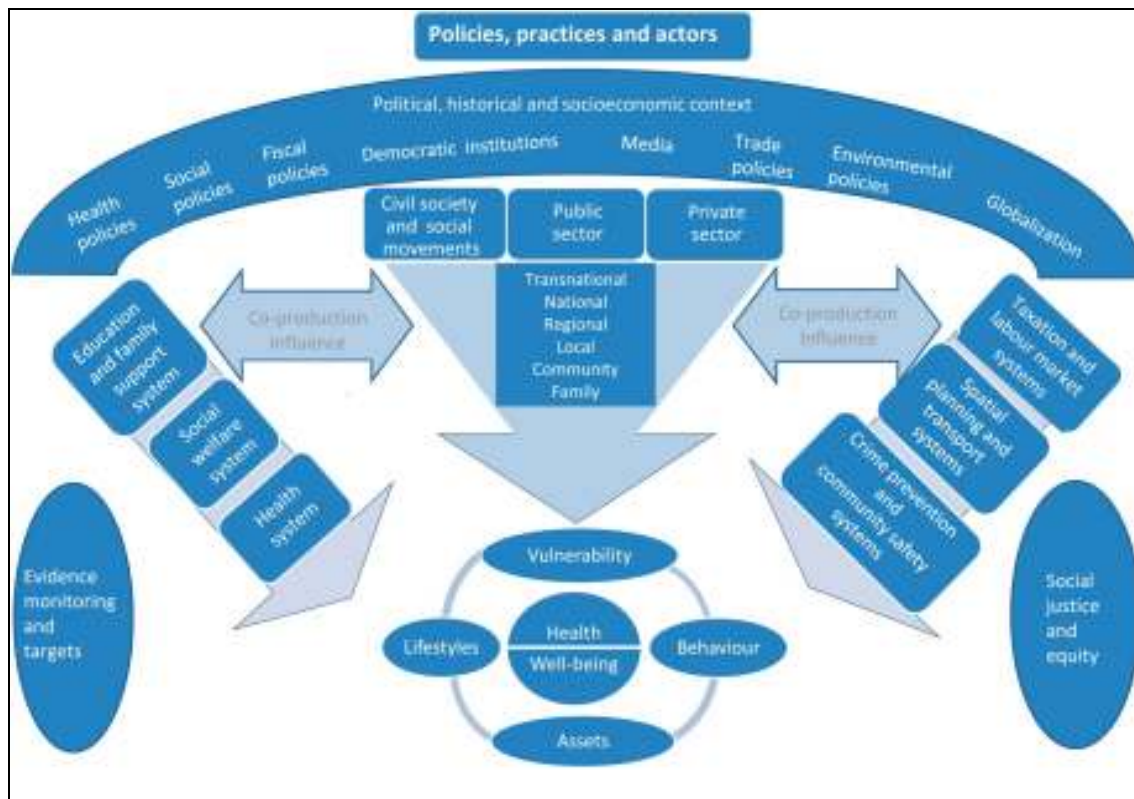 Policies, practices and actors
Political, historical and socioeconomic context
Health
policies
Social
policies
Fiscal
policies
Democratic institutions
Media
Trade
policies
Environmental
policies
Globalization
Civil society
and social
movements
Public
sector
Private
sector
Transnational
National
Regional
Local
Community
Family
Co-production
Influence
Co-production
Influence
Education
and family
support
system
Social
welfare
system
Health
system
Taxation and
labour market
systems
Spatial
planning and
transport
systems
Crime prevention
and
community safety
systems
Evidence
monitoring
and
targets
Social
justice
and
equity
Vulnerability
Lifestyles
Health
Well-being
Behaviour
Assets